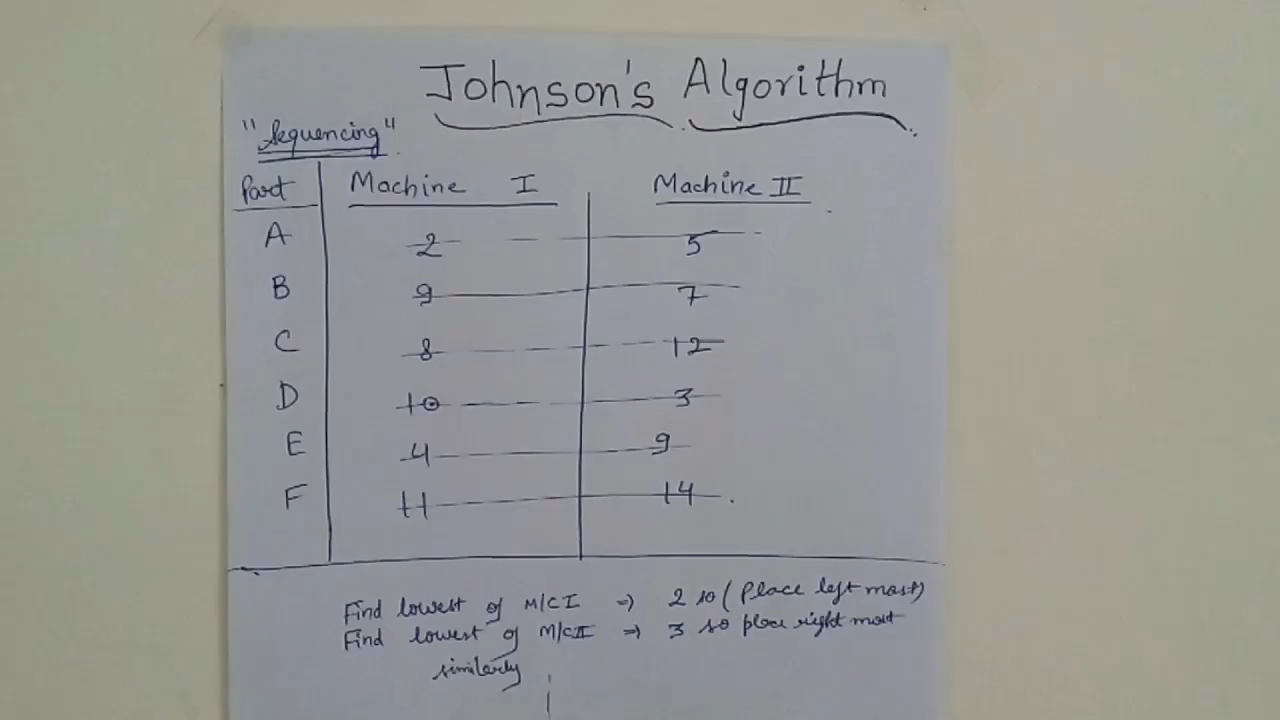 Johnson's Algorithm
"Sequencing"
Part Machine I Machine II
A 2 5
B 9 7
C 8 12
D 10 3
E 4 9
F 11 14
Find lowest of M/C I ⇒ 2 so (Place left most)
Find lowest of M/C II ⇒ 3 so place right most
similarly